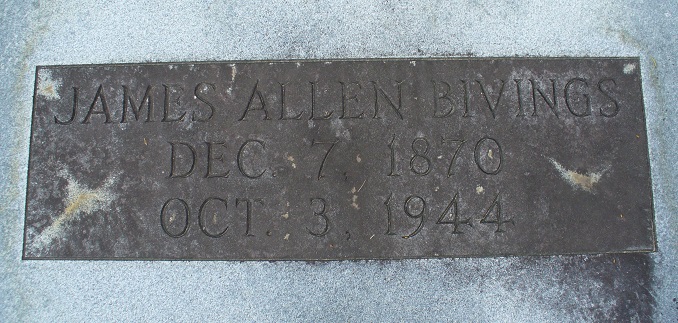 JAMES ALLEN BIVINGS
DEC. 7, 1870
OCT. 3, 1944